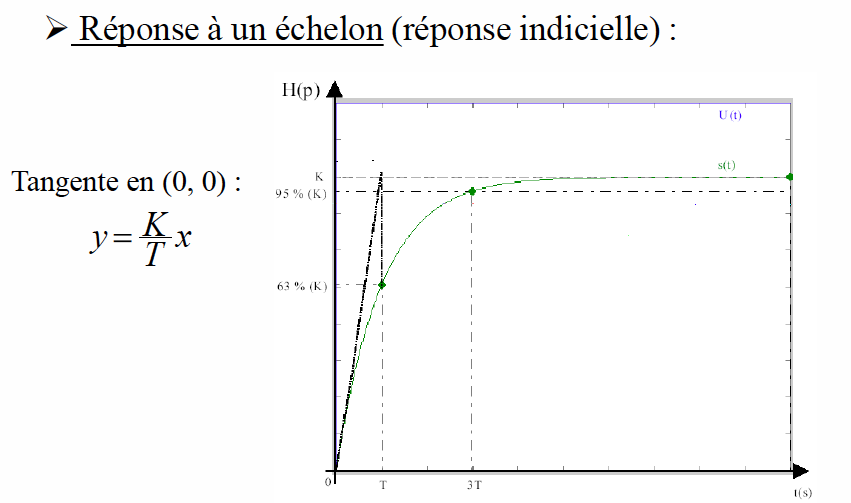 ➢ Réponse à un échelon (réponse indicielle) :
H(p)
U(t)
s(t)
Tangente en (0, 0) :
K
95 % (K)
y = K/T x
63 % (K)
0
T
3T
t(s)